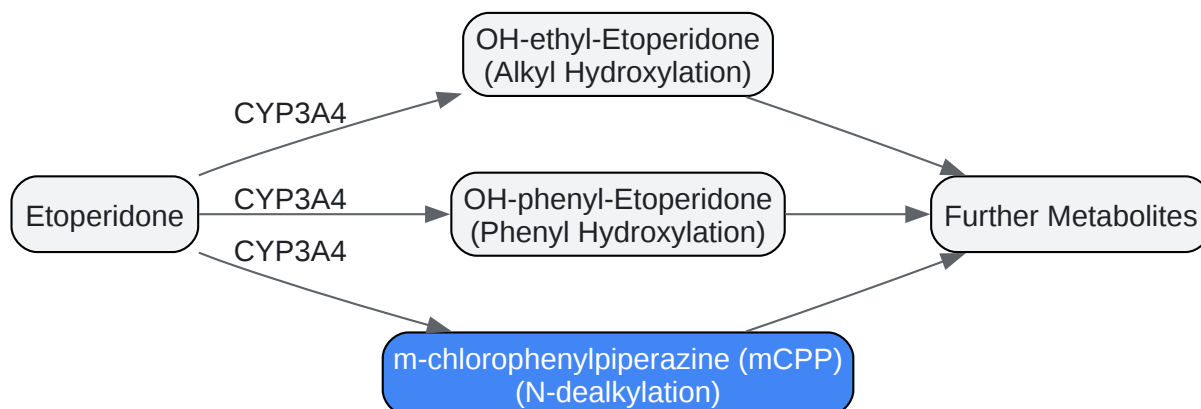 OH-ethyl-Etoperidone
(Alkyl Hydroxylation)
CYP3A4
Etoperidone
CYP3A4
OH-phenyl-Etoperidone
(Phenyl Hydroxylation)
Further Metabolites
CYP3A4
m-chlorophenylpiperazine (mCPP)
(N-dealkylation)